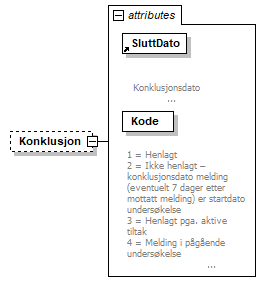 attributes
SluttDato
Konklusjonsdato
...
Kode
Konklusjon
1 = Henlagt
2 = Ikke henlagt –
konklusjonsdato melding
(eventuelt 7 dager etter
mottatt melding) er startdato
undersøkelse
3 = Henlagt pga. aktive
tiltak
4 = Melding i pågående
undersøkelse
...